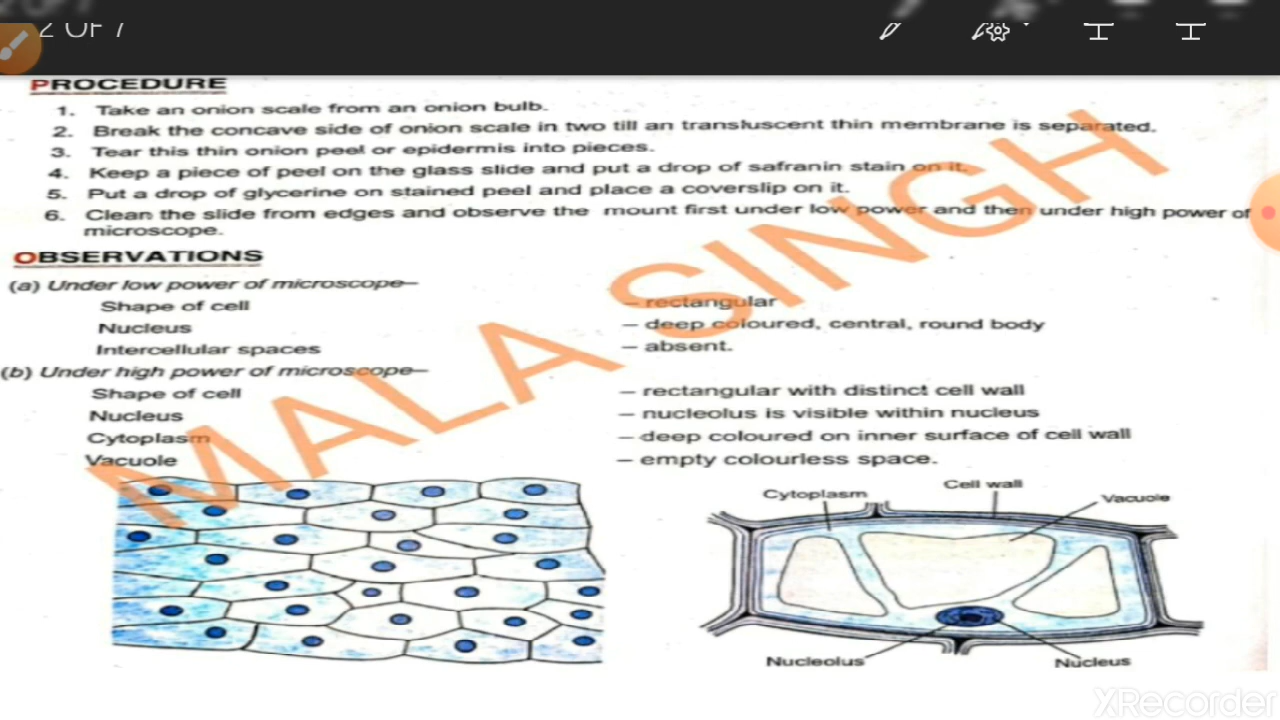 2 OF 7
PROCEDURE
1. Take an onion scale from an onion bulb.
2. Break the concave side of onion scale in two till an transluscent thin membrane is separated.
3. Tear this thin onion peel or epidermis into pieces.
4. Keep a piece of peel on the glass slide and put a drop of safranin stain on it.
5. Put a drop of glycerine on stained peel and place a coverslip on it.
6. Clean the slide from edges and observe the mount first under low power and then under high power of
microscope.
OBSERVATIONS
(a) Under low power of microscope–
Shape of cell – rectangular
Nucleus – deep coloured, central, round body
Intercellular spaces – absent.
(b) Under high power of microscope–
Shape of cell – rectangular with distinct cell wall
Nucleus – nucleolus is visible within nucleus
Cytoplasm – deep coloured on inner surface of cell wall
Vacuole – empty colourless space.
MALA SINGH
Cytoplasm
Cell wall
Vacuole
Nucleolus
Nucleus
XRecorder